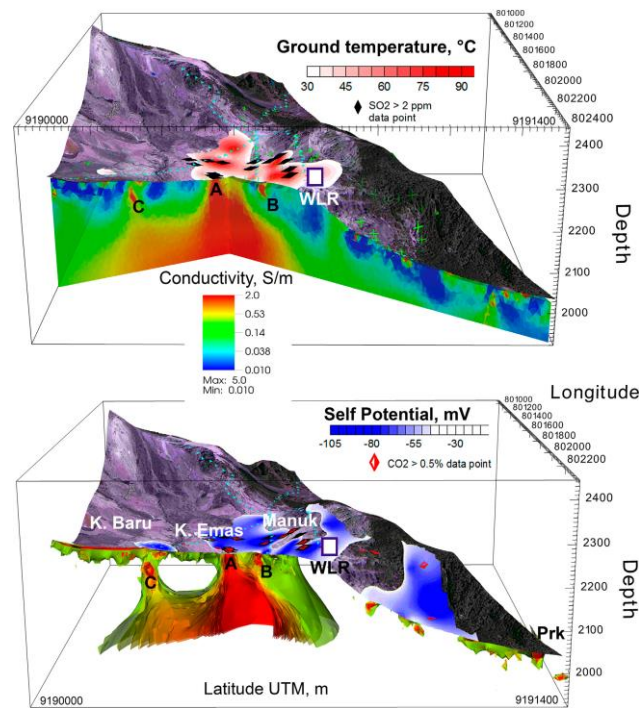 801000
801200
801400
801600
801800
802000
802200
802400
Ground temperature, °C
30 45 60 75 90
SO2 > 2 ppm
data point
9190000
9191400
2400
2300
2200
2100
2000
Depth
C
A
B
WLR
Conductivity, S/m
2.0
0.53
0.14
0.038
0.010
Max: 5.0
Min: 0.010
Longitude
801000
801200
801400
801600
801800
802000
802200
Self Potential, mV
-105 -80 -55 -30
CO2 > 0.5% data point
2400
2300
2200
2100
2000
Depth
K. Baru
K. Emas
Manuk
WLR
C
A
B
Prk
9190000
Latitude UTM, m
9191400